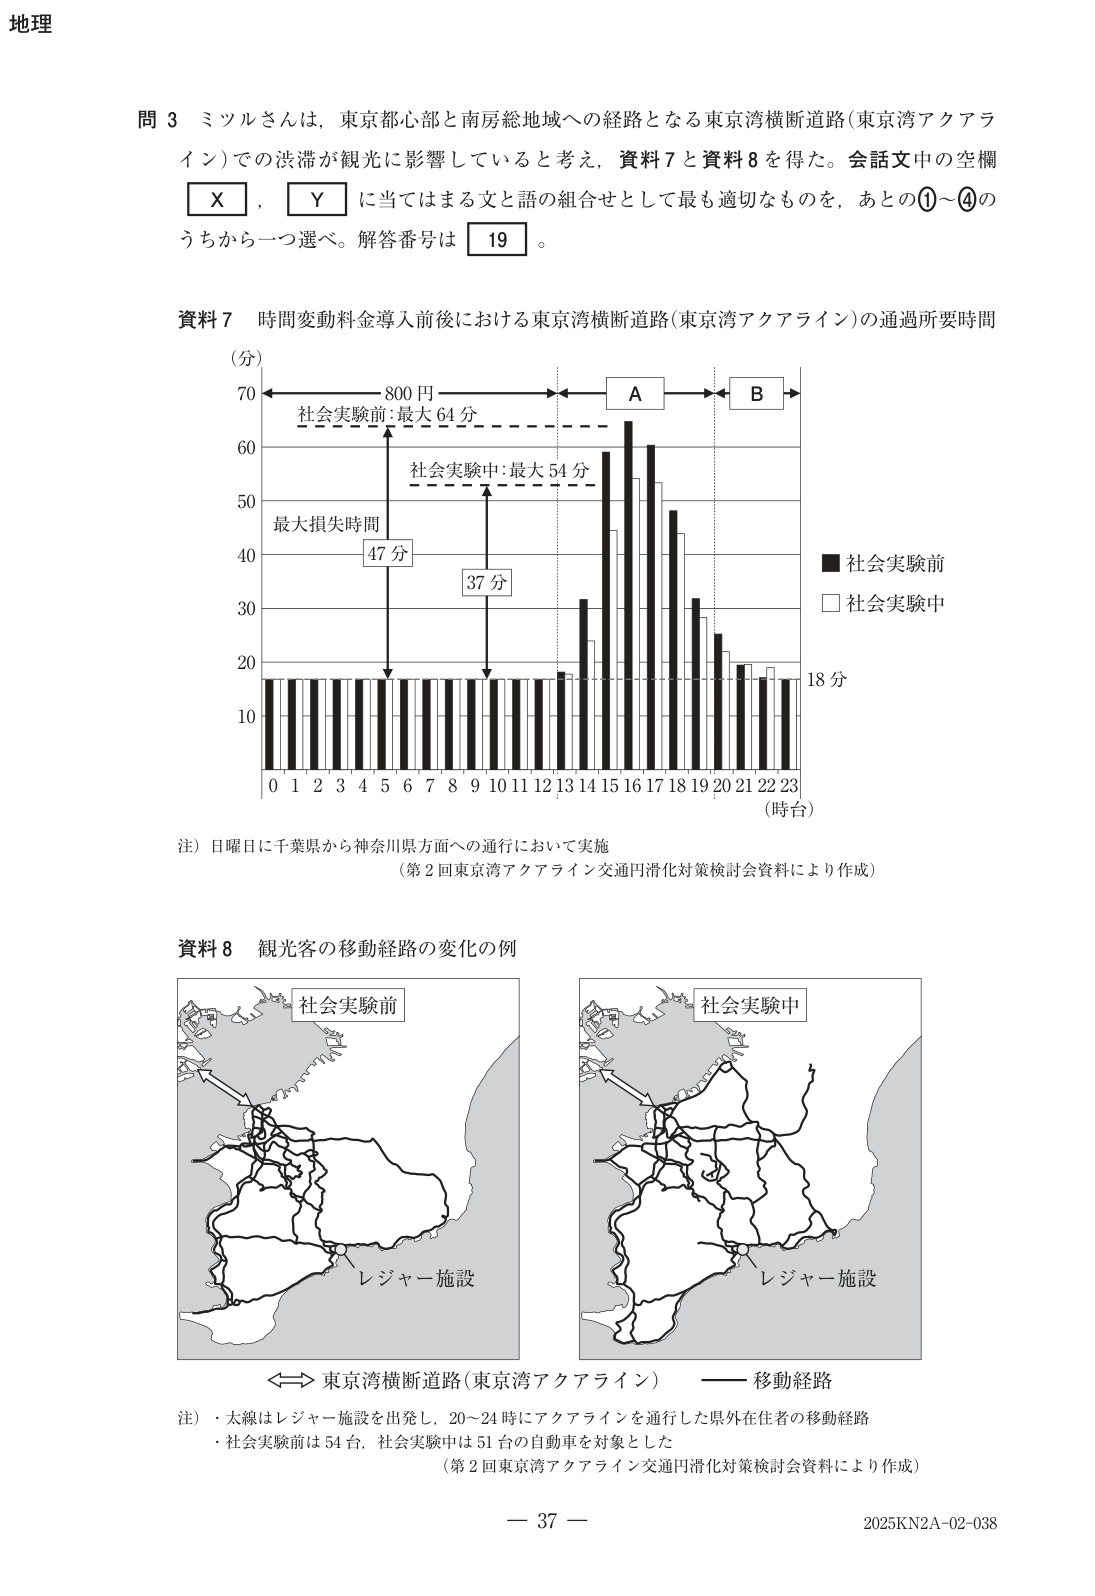 地理
問 3 ミツルさんは，東京都心部と南房総地域への経路となる東京湾横断道路(東京湾アクアラ
イン)での渋滞が観光に影響していると考え，資料7と資料8を得た。会話文中の空欄
X ， Y に当てはまる文と語の組合せとして最も適切なものを，あとの①～④の
うちから一つ選べ。解答番号は 19 。
資料7 時間変動料金導入前後における東京湾横断道路(東京湾アクアライン)の通過所要時間
(分)
70
60
50
40
30
20
10
800 円
A
B
社会実験前：最大 64 分
社会実験中：最大 54 分
最大損失時間
47 分
37 分
18 分
社会実験前
社会実験中
0 1 2 3 4 5 6 7 8 9 10 11 12 13 14 15 16 17 18 19 20 21 22 23
(時台)
注) 日曜日に千葉県から神奈川県方面への通行において実施
(第 2 回東京湾アクアライン交通円滑化対策検討会資料により作成)
資料8 観光客の移動経路の変化の例
社会実験前
レジャー施設
社会実験中
レジャー施設
東京湾横断道路(東京湾アクアライン)
移動経路
注) ・太線はレジャー施設を出発し，20～24 時にアクアラインを通行した県外在住者の移動経路
・社会実験前は 54 台，社会実験中は 51 台の自動車を対象とした
(第 2 回東京湾アクアライン交通円滑化対策検討会資料により作成)
— 37 —
2025KN2A-02-038